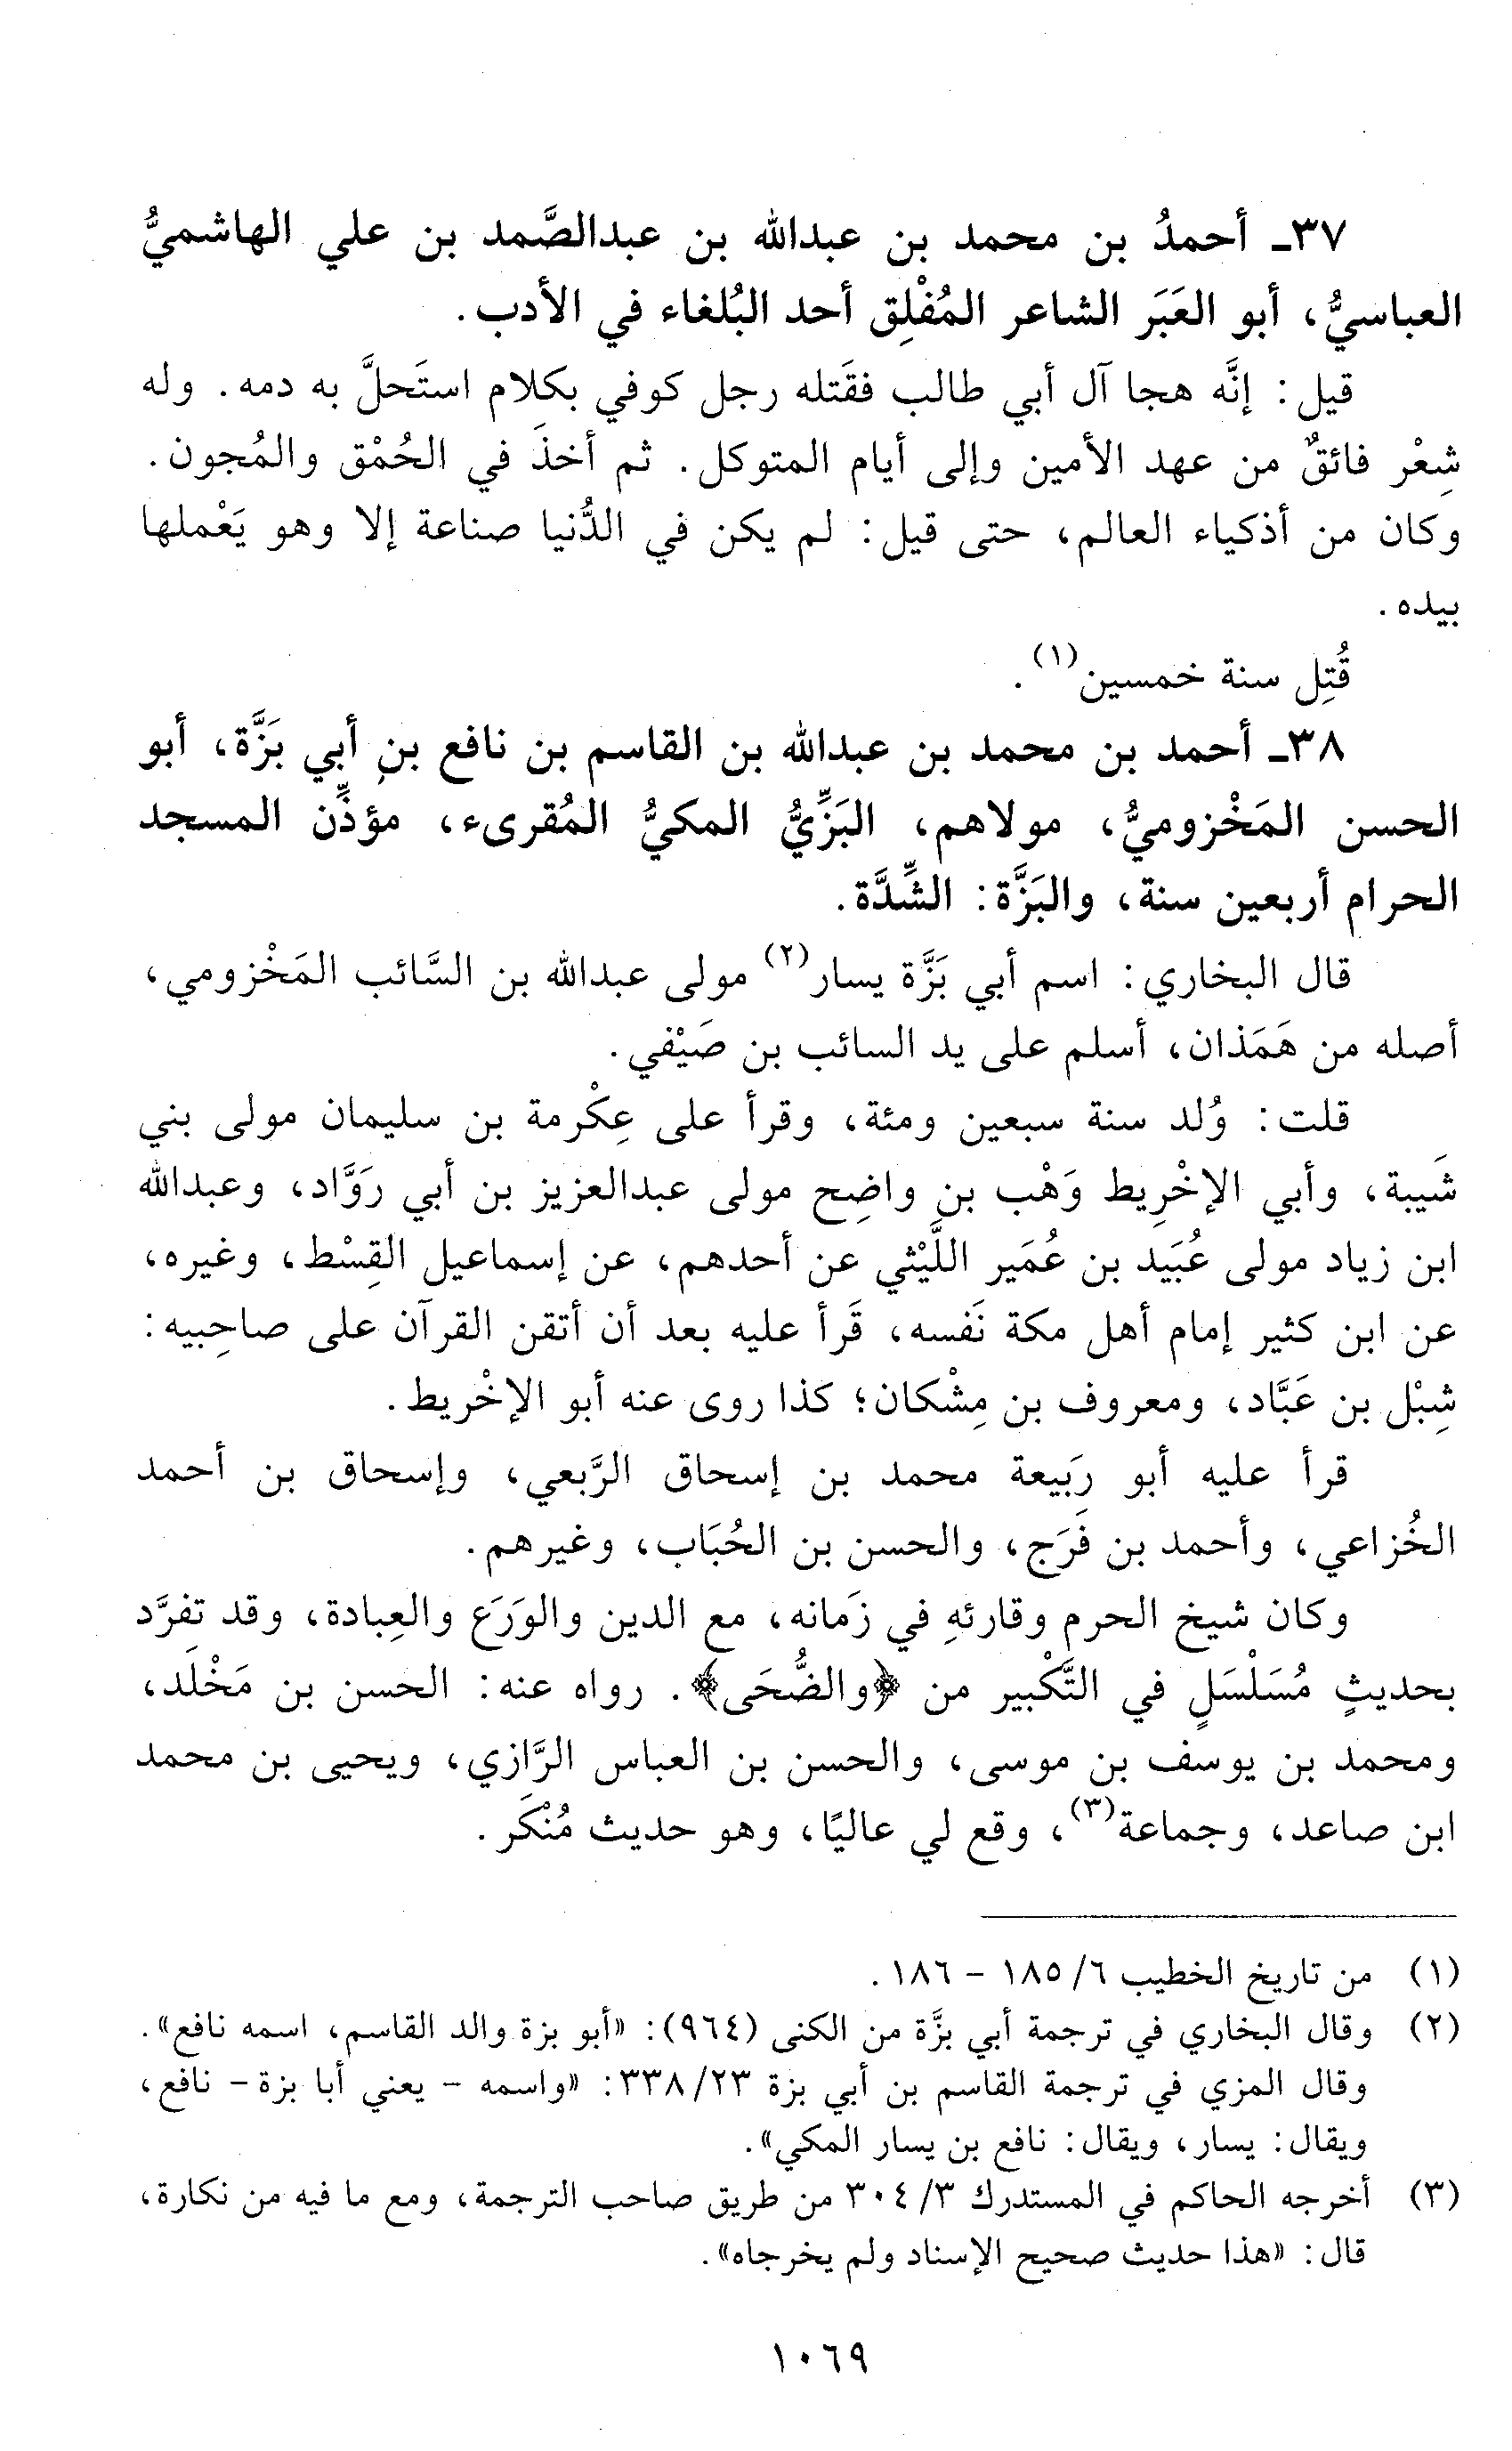 ٣٧ـ أحمدُ بن محمد بن عبدالله بن عبدالصَّمد بن علي الهاشميُّ
العباسيُّ، أبو العَبَر الشاعر المُفْلِق أحد البُلغاء في الأدب.
قيل: إنَّه هجا آل أبي طالب فقَتله رجل كوفي بكلام استَحلَّ به دمه. وله
شِعْر فائقٌ من عهد الأمين وإلى أيام المتوكل. ثم أخذَ في الحُمْق والمُجون.
وكان من أذكياء العالم، حتى قيل: لم يكن في الدُّنيا صناعة إلا وهو يَعْملها
بيده.
قُتِل سنة خمسين(١).
٣٨ـ أحمد بن محمد بن عبدالله بن القاسم بن نافع بنِ أبي بَزَّة، أبو
الحسن المَخْزوميُّ، مولاهم، البَزِّيُّ المكيُّ المُقرىء، مؤذِّن المسجد
الحرام أربعين سنة، والبَزَّة: الشِّدَّة.
قال البخاري: اسم أبي بَزَّة يسار(٢) مولى عبدالله بن السَّائب المَخْزومي،
أصله من هَمَذان، أسلم على يد السائب بن صَيْفي.
قلت: وُلد سنة سبعين ومئة، وقرأ على عِكْرمة بن سليمان مولى بني
شَيبة، وأبي الإخْرِيط وَهْب بن واضِح مولى عبدالعزيز بن أبي رَوَّاد، وعبدالله
ابن زياد مولى عُبَيد بن عُمَير اللَّيْثي عن أحدهم، عن إسماعيل القِسْط، وغيره،
عن ابن كثير إمام أهل مكة نَفسه، قَرأ عليه بعد أن أتقن القرآن على صاحِبيه:
شِبْل بن عَبَّاد، ومعروف بن مِشْكان؛ كذا روى عنه أبو الإخْريط.
قرأ عليه أبو رَبيعة محمد بن إسحاق الرَّبعي، وإسحاق بن أحمد
الخُزاعي، وأحمد بن فَرَج، والحسن بن الحُبَاب، وغيرهم.
وكان شيخ الحرم وقارئهِ في زَمانه، مع الدين والوَرَع والعِبادة، وقد تفرَّد
بحديثٍ مُسَلْسَلٍ في التَّكْبير من ﴿والضُّحَى﴾. رواه عنه: الحسن بن مَخْلَد،
ومحمد بن يوسف بن موسى، والحسن بن العباس الرَّازي، ويحيى بن محمد
ابن صاعد، وجماعة(٣)، وقع لي عاليًا، وهو حديث مُنْكَر.
(١) من تاريخ الخطيب ٦/ ١٨٥ - ١٨٦.
(٢) وقال البخاري في ترجمة أبي بزَّة من الكنى (٩٦٤): «أبو بزة والد القاسم، اسمه نافع».
وقال المزي في ترجمة القاسم بن أبي بزة ٢٣/ ٣٣٨: «واسمه - يعني أبا بزة - نافع،
ويقال: يسار، ويقال: نافع بن يسار المكي».
(٣) أخرجه الحاكم في المستدرك ٣/ ٣٠٤ من طريق صاحب الترجمة، ومع ما فيه من نكارة،
قال: «هذا حديث صحيح الإسناد ولم يخرجاه».
١٠٦٩